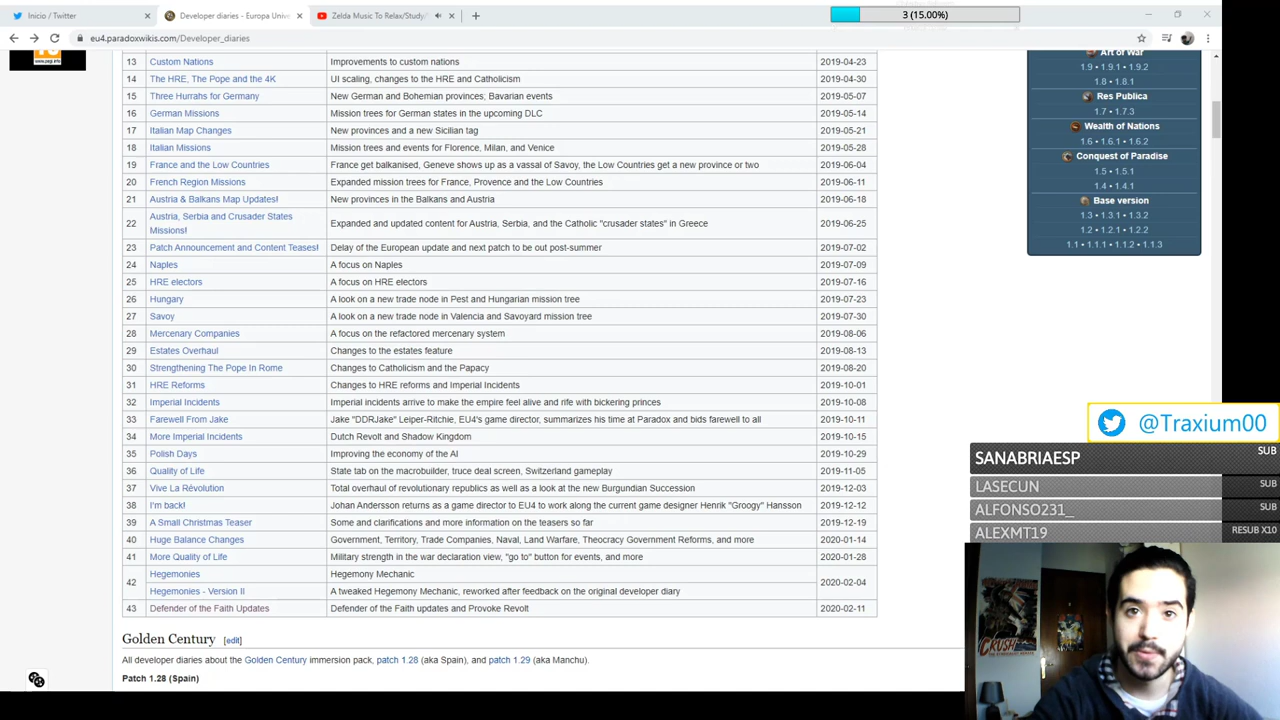 Inicio / Twitter
Developer diaries - Europa Unive
Zelda Music To Relax/Study/
3 (15.00%)
eu4.paradoxwikis.com/Developer_diaries
www.pegi.info
13 Custom Nations Improvements to custom nations 2019-04-23
14 The HRE, The Pope and the 4K UI scaling, changes to the HRE and Catholicism 2019-04-30
15 Three Hurrahs for Germany New German and Bohemian provinces, Bavarian events 2019-05-07
16 German Missions Mission trees for German states in the upcoming DLC 2019-05-14
17 Italian Map Changes New provinces and a new Sicilian tag 2019-05-21
18 Italian Missions Mission trees and events for Florence, Milan, and Venice 2019-05-28
19 France and the Low Countries France get balkanised, Geneve shows up as a vassal of Savoy, the Low Countries get a new province or two 2019-06-04
20 French Region Missions Expanded mission trees for France, Provence and the Low Countries 2019-06-11
21 Austria & Balkans Map Updates! New provinces in the Balkans and Austria 2019-06-18
22 Austria, Serbia and Crusader States Missions! Expanded and updated content for Austria, Serbia, and the Catholic "crusader states" in Greece 2019-06-25
23 Patch Announcement and Content Teases! Delay of the European update and next patch to be out post-summer 2019-07-02
24 Naples A focus on Naples 2019-07-09
25 HRE electors A focus on HRE electors 2019-07-16
26 Hungary A look on a new trade node in Pest and Hungarian mission tree 2019-07-23
27 Savoy A look on a new trade node in Valencia and Savoyard mission tree 2019-07-30
28 Mercenary Companies A focus on the refactored mercenary system 2019-08-06
29 Estates Overhaul Changes to the estates feature 2019-08-13
30 Strengthening The Pope In Rome Changes to Catholicism and the Papacy 2019-08-20
31 HRE Reforms Changes to HRE reforms and Imperial Incidents 2019-10-01
32 Imperial Incidents Imperial incidents arrive to make the empire feel alive and rife with bickering princes 2019-10-08
33 Farewell From Jake Jake "DDRJake" Leiper-Ritchie, EU4's game director, summarizes his time at Paradox and bids farewell to all 2019-10-11
34 More Imperial Incidents Dutch Revolt and Shadow Kingdom 2019-10-15
35 Polish Days Improving the economy of the AI 2019-10-29
36 Quality of Life State tab on the macrobuilder, truce deal screen, Switzerland gameplay 2019-11-05
37 Vive La Révolution Total overhaul of revolutionary republics as well as a look at the new Burgundian Succession 2019-12-03
38 I'm back! Johan Andersson returns as a game director to EU4 to work along the current game designer Henrik "Groogy" Hansson 2019-12-12
39 A Small Christmas Teaser Some and clarifications and more information on the teasers so far 2019-12-19
40 Huge Balance Changes Government, Territory, Trade Companies, Naval, Land Warfare, Theocracy Government Reforms, and more 2020-01-14
41 More Quality of Life Military strength in the war declaration view, "go to" button for events, and more 2020-01-28
42 Hegemonies Hegemony Mechanic 2020-02-04
Hegemonies - Version II A tweaked Hegemony Mechanic, reworked after feedback on the original developer diary
43 Defender of the Faith Updates Defender of the Faith updates and Provoke Revolt 2020-02-11
Golden Century [edit]
All developer diaries about the Golden Century immersion pack, patch 1.28 (aka Spain), and patch 1.29 (aka Manchu).
Patch 1.28 (Spain)
Art of War
1.9 • 1.9.1 • 1.9.2
1.8 • 1.8.1
Res Publica
1.7 • 1.7.3
Wealth of Nations
1.6 • 1.6.1 • 1.6.2
Conquest of Paradise
1.5 • 1.5.1
1.4 • 1.4.1
Base version
1.3 • 1.3.1 • 1.3.2
1.2 • 1.2.1 • 1.2.2
1.1 • 1.1.1 • 1.1.2 • 1.1.3
@Traxium00
SANABRIAESP SUB
LASECUN SUB
ALFONSO231_ SUB
ALEXMT19 RESUB X10
CRUSH